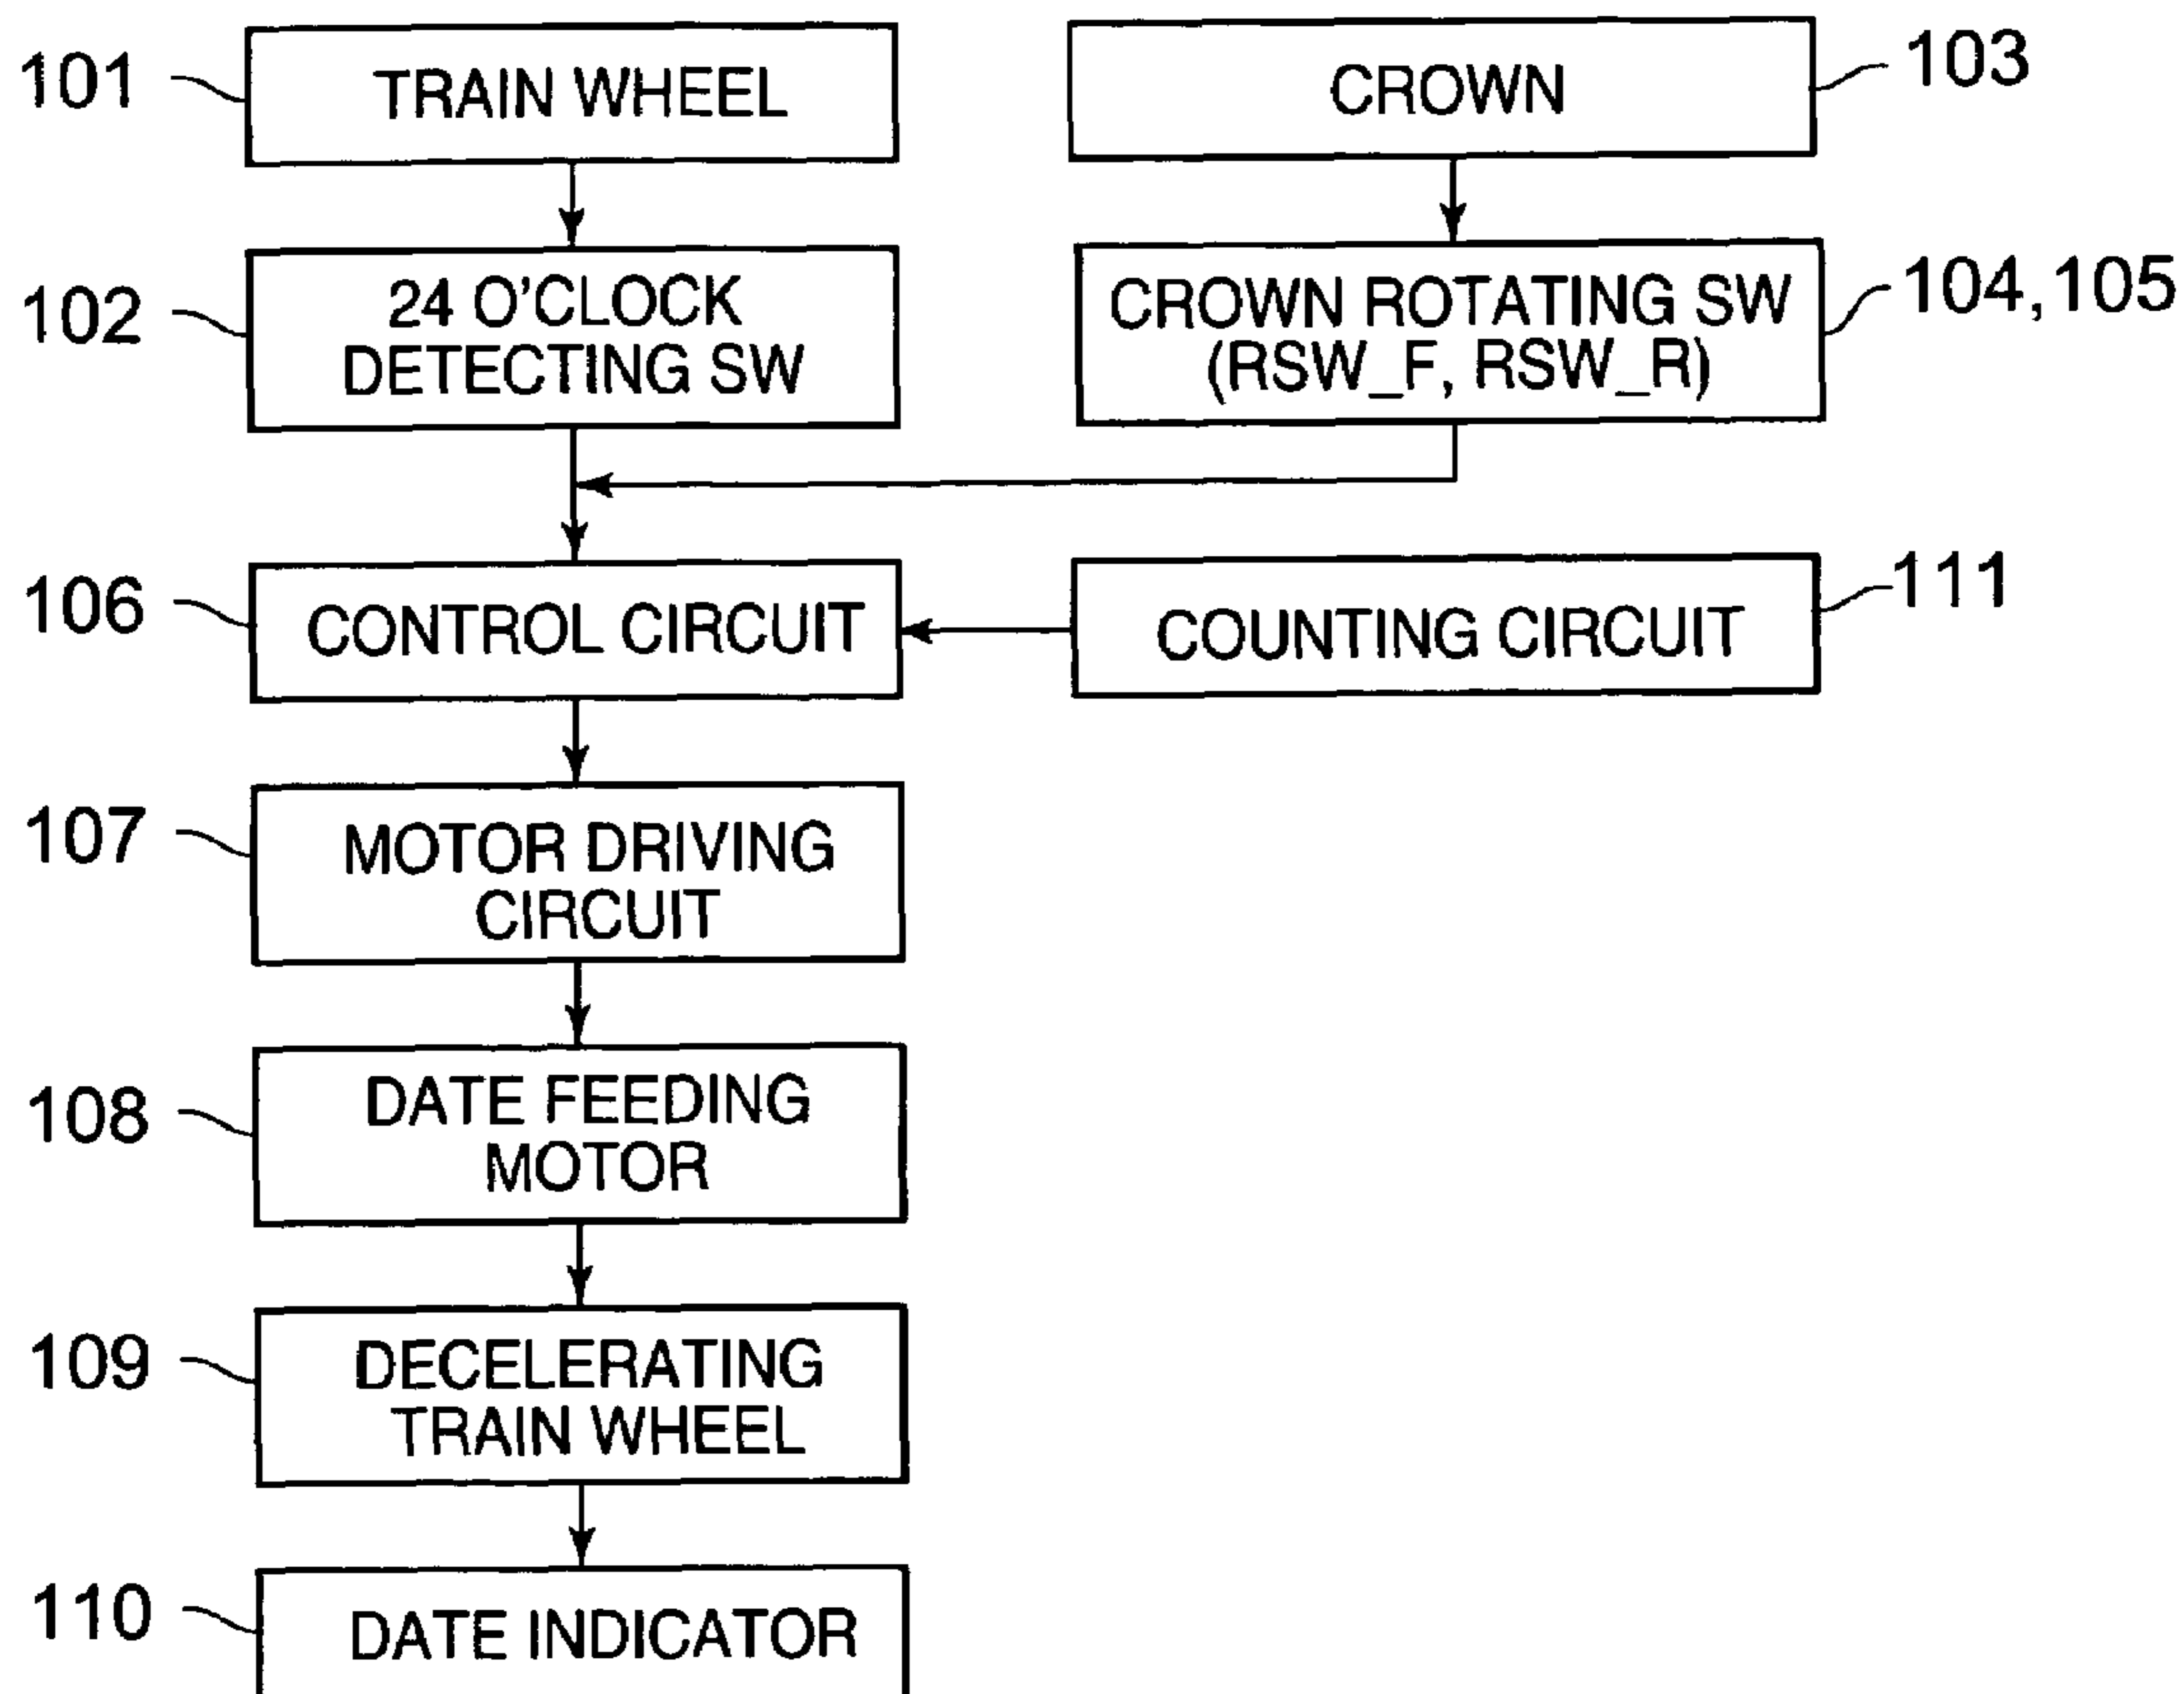 101
TRAIN WHEEL
CROWN
103
102
24 O'CLOCK
DETECTING SW
CROWN ROTATING SW
(RSW_F, RSW_R)
104, 105
106
CONTROL CIRCUIT
COUNTING CIRCUIT
111
107
MOTOR DRIVING
CIRCUIT
108
DATE FEEDING
MOTOR
109
DECELERATING
TRAIN WHEEL
110
DATE INDICATOR